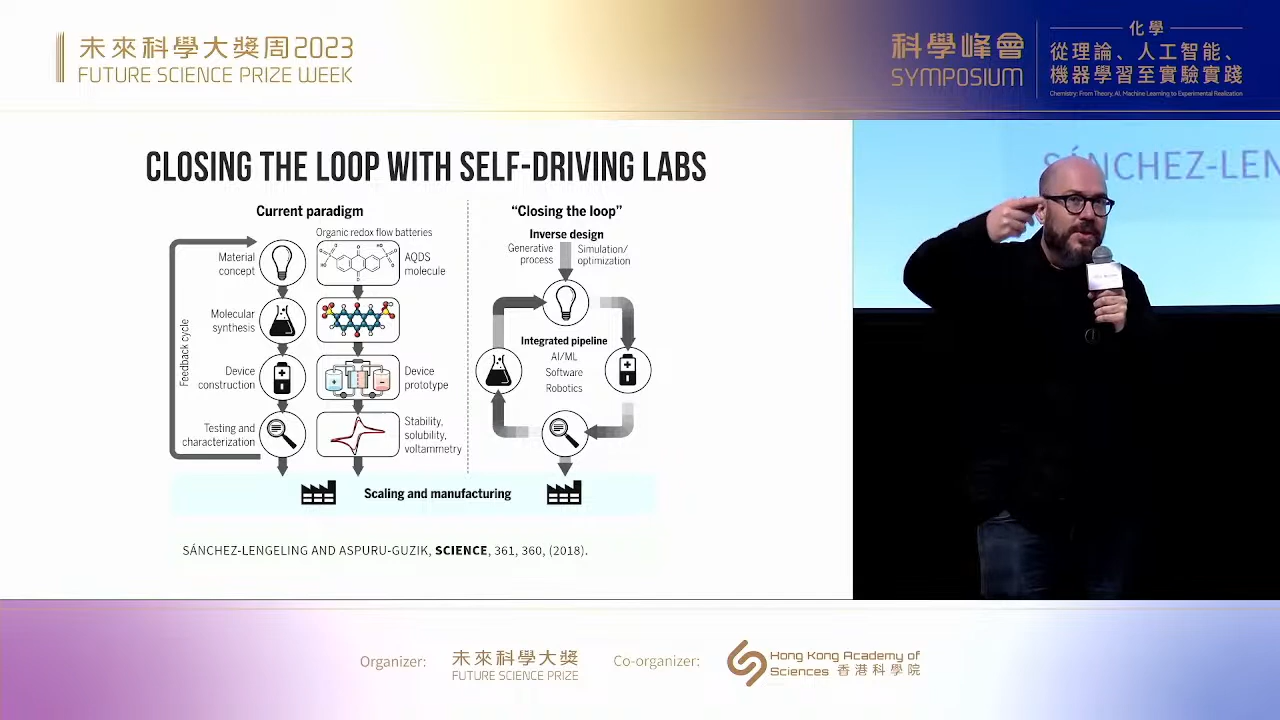 未來科學大獎周2023
FUTURE SCIENCE PRIZE WEEK
科學峰會
SYMPOSIUM
化學
從理論、人工智能、
機器學習至實驗實踐
Chemistry: From Theory, AI, Machine Learning to Experimental Realization
CLOSING THE LOOP WITH SELF-DRIVING LABS
Current paradigm
Organic redox flow batteries
Material
concept
AQDS
molecule
Molecular
synthesis
Feedback cycle
Device
construction
Device
prototype
Testing and
characterization
Stability,
solubility,
voltammetry
“Closing the loop”
Inverse design
Generative
process
Simulation/
optimization
Integrated pipeline
AI/ML
Software
Robotics
Scaling and manufacturing
SÁNCHEZ-LENGELING AND ASPURU-GUZIK, SCIENCE, 361, 360, (2018).
SÁNCHEZ-LEN
Organizer:
未來科學大獎
FUTURE SCIENCE PRIZE
Co-organizer:
Hong Kong Academy of
Sciences 香港科學院